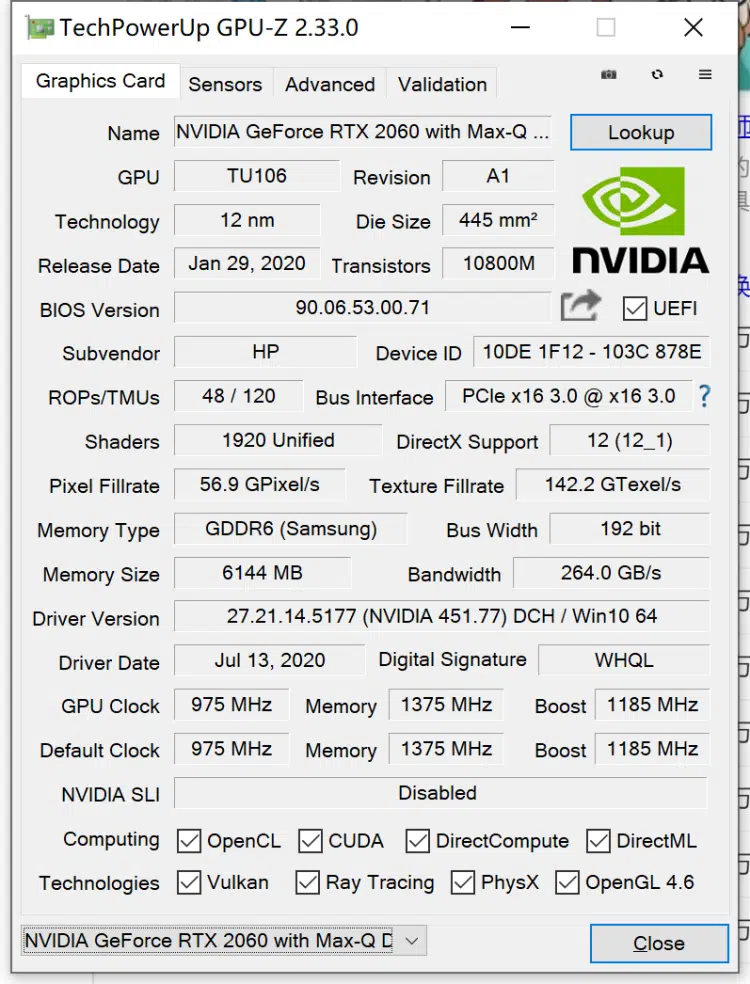 TechPowerUp GPU-Z 2.33.0
Graphics Card Sensors Advanced Validation
Name NVIDIA GeForce RTX 2060 with Max-Q ... Lookup
GPU TU106 Revision A1
Technology 12 nm Die Size 445 mm²
Release Date Jan 29, 2020 Transistors 10800M
NVIDIA
BIOS Version 90.06.53.00.71 UEFI
Subvendor HP Device ID 10DE 1F12 - 103C 878E
ROPs/TMUs 48 / 120 Bus Interface PCIe x16 3.0 @ x16 3.0 ?
Shaders 1920 Unified DirectX Support 12 (12_1)
Pixel Fillrate 56.9 GPixel/s Texture Fillrate 142.2 GTexel/s
Memory Type GDDR6 (Samsung) Bus Width 192 bit
Memory Size 6144 MB Bandwidth 264.0 GB/s
Driver Version 27.21.14.5177 (NVIDIA 451.77) DCH / Win10 64
Driver Date Jul 13, 2020 Digital Signature WHQL
GPU Clock 975 MHz Memory 1375 MHz Boost 1185 MHz
Default Clock 975 MHz Memory 1375 MHz Boost 1185 MHz
NVIDIA SLI Disabled
Computing OpenCL CUDA DirectCompute DirectML
Technologies Vulkan Ray Tracing PhysX OpenGL 4.6
NVIDIA GeForce RTX 2060 with Max-Q D Close